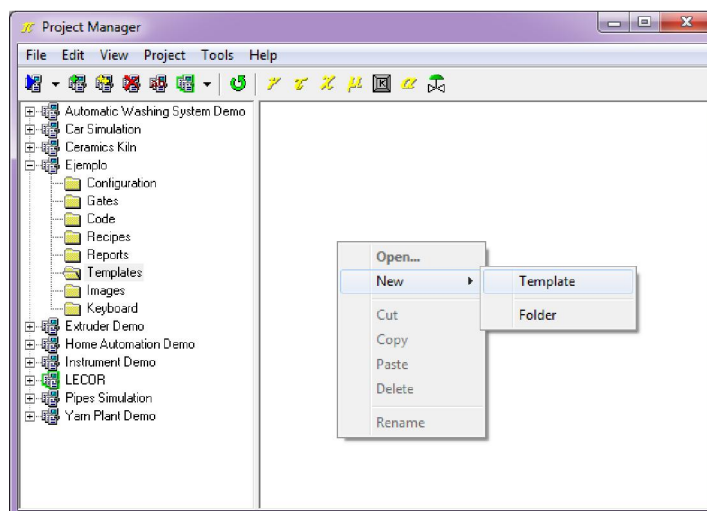 Project Manager
File Edit View Project Tools Help
Automatic Washing System Demo
Car Simulation
Ceramics Kiln
Ejemplo
Configuration
Gates
Code
Recipes
Reports
Templates
Images
Keyboard
Extruder Demo
Home Automation Demo
Instrument Demo
LECOR
Pipes Simulation
Yarn Plant Demo
Open...
New
Cut
Copy
Paste
Delete
Rename
Template
Folder